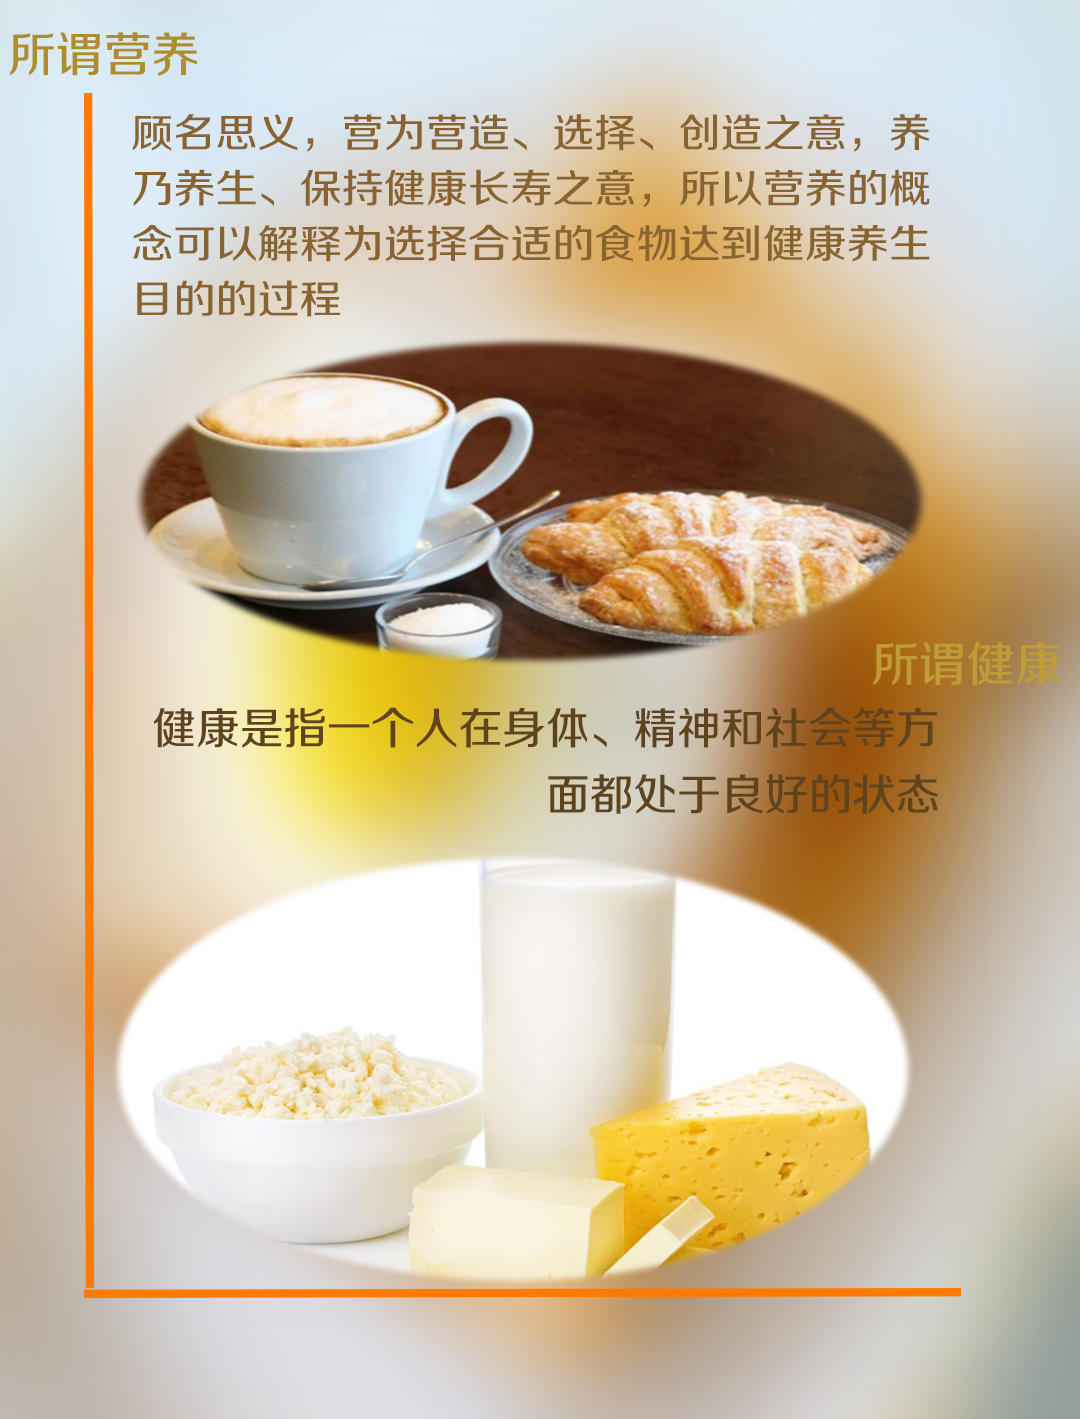 所谓营养
顾名思义，营为营造、选择、创造之意，养
乃养生、保持健康长寿之意，所以营养的概
念可以解释为选择合适的食物达到健康养生
目的的过程
所谓健康
健康是指一个人在身体、精神和社会等方
面都处于良好的状态